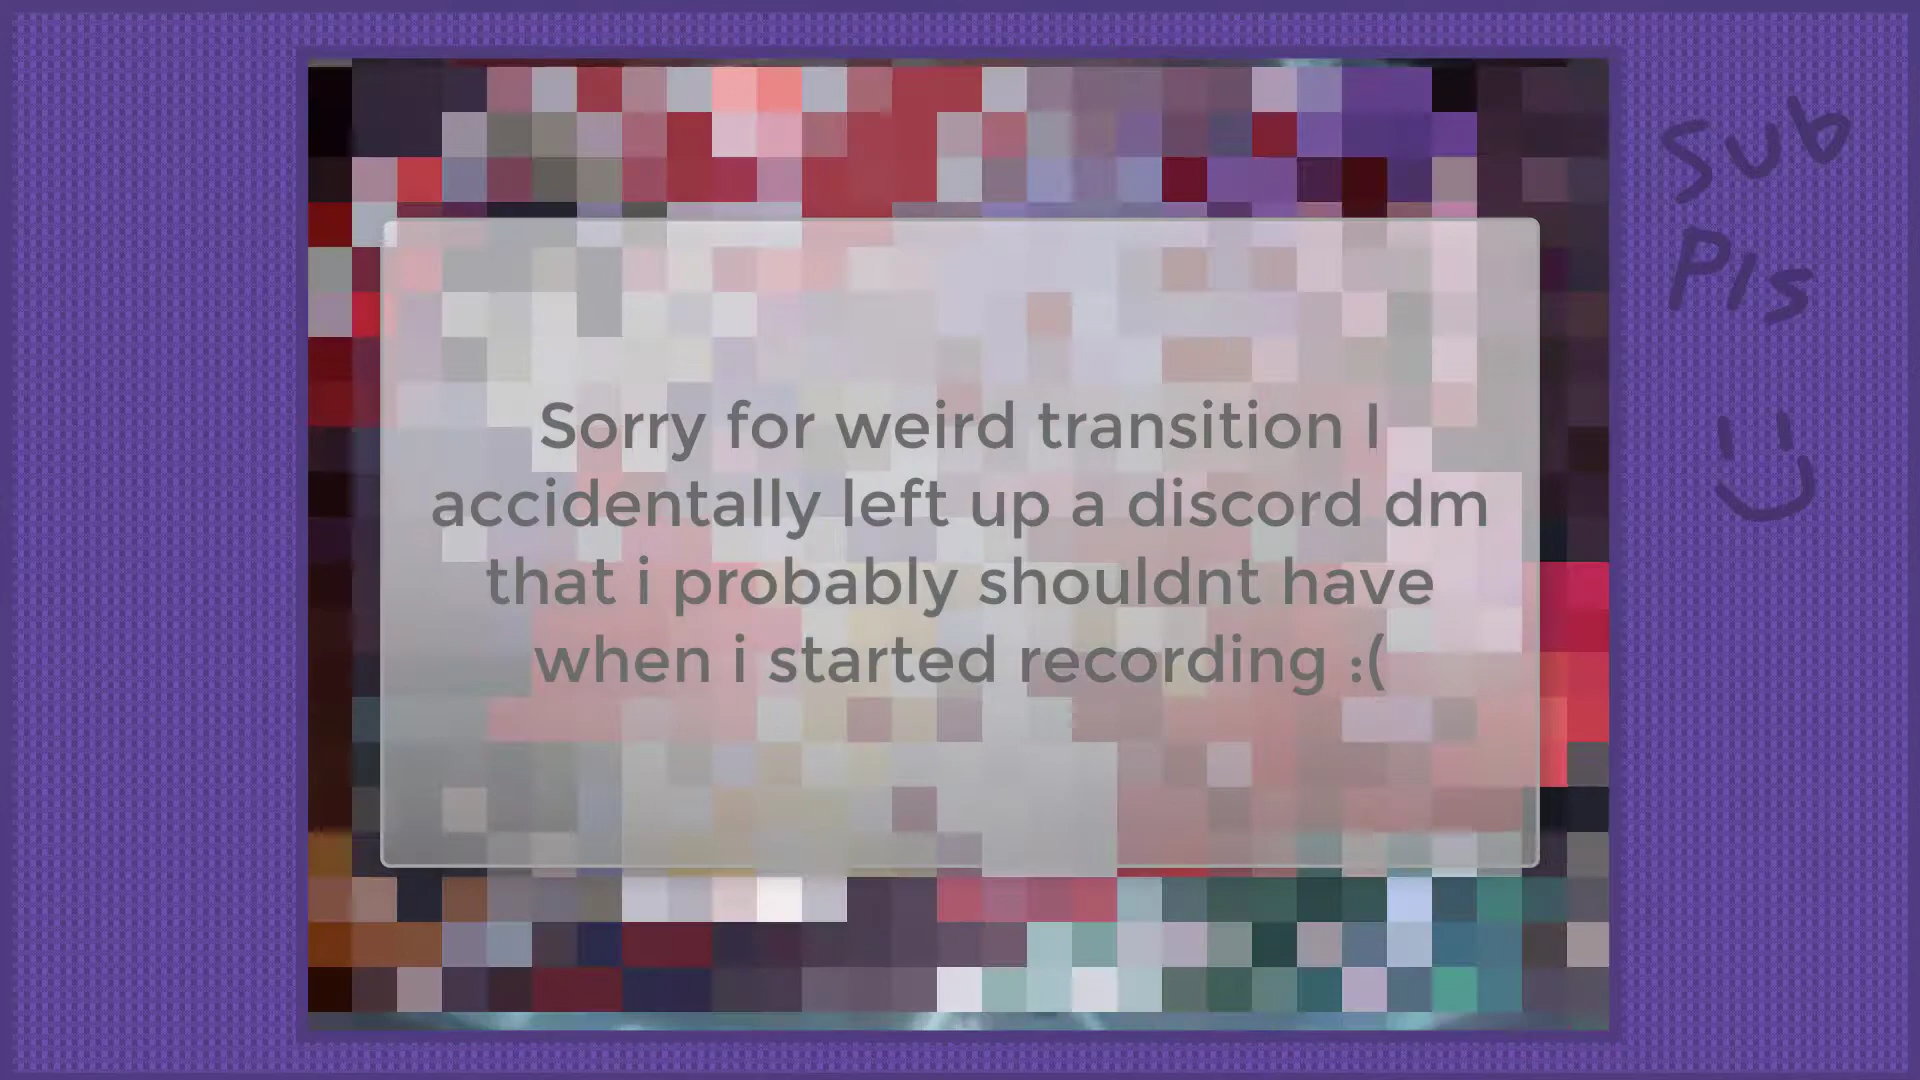 Sorry for weird transition I
accidentally left up a discord dm
that i probably shouldnt have
when i started recording :(
Sub
Pls